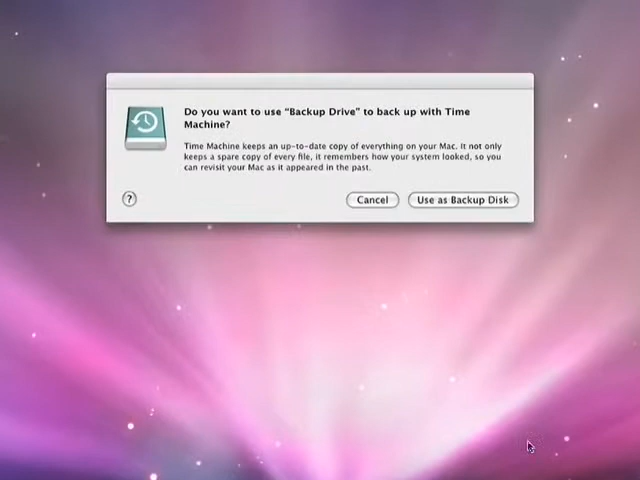 Do you want to use “Backup Drive” to back up with Time
Machine?
Time Machine keeps an up-to-date copy of everything on your Mac. It not only
keeps a spare copy of every file, it remembers how your system looked, so you
can revisit your Mac as it appeared in the past.
?
Cancel
Use as Backup Disk